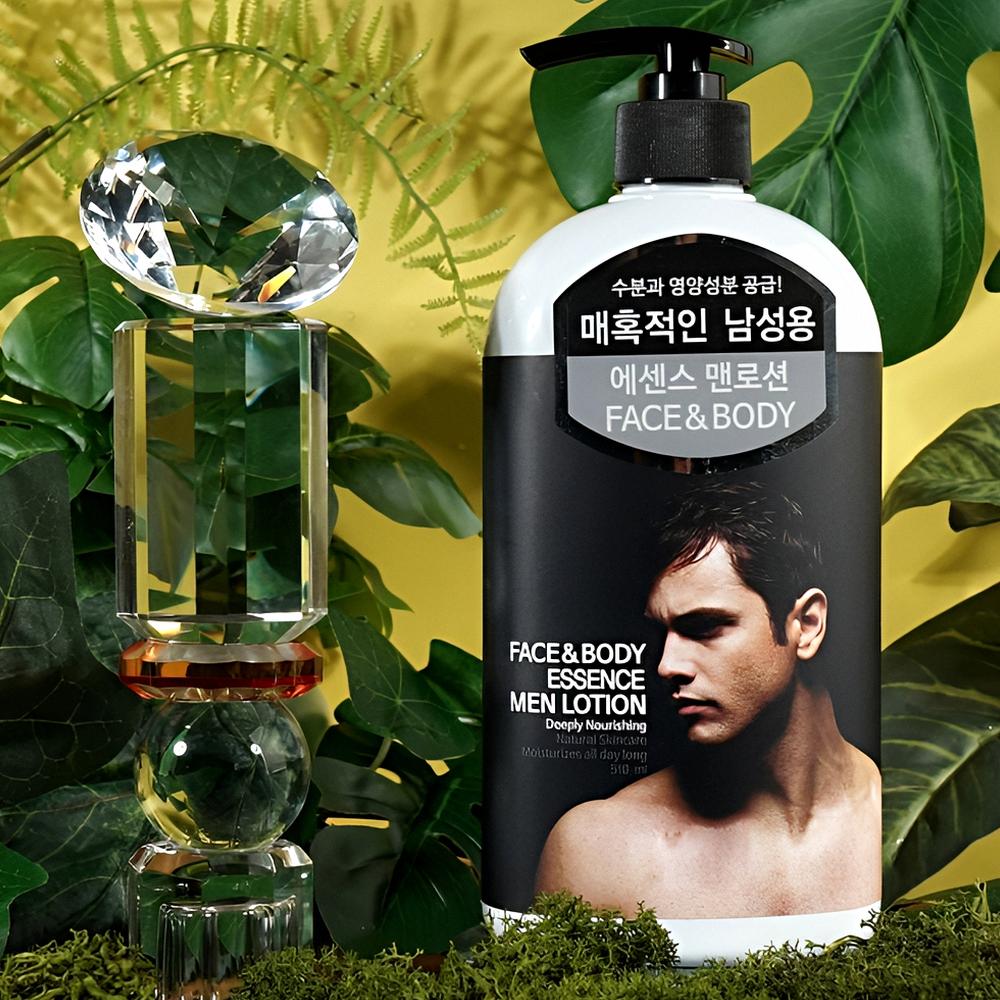 수분과 영양성분 공급!
매혹적인 남성용
에센스 맨로션
FACE&BODY
FACE&BODY
ESSENCE
MEN LOTION
Deeply Nourishing
Natural Skincare
Moisturizes all day long
510 ml